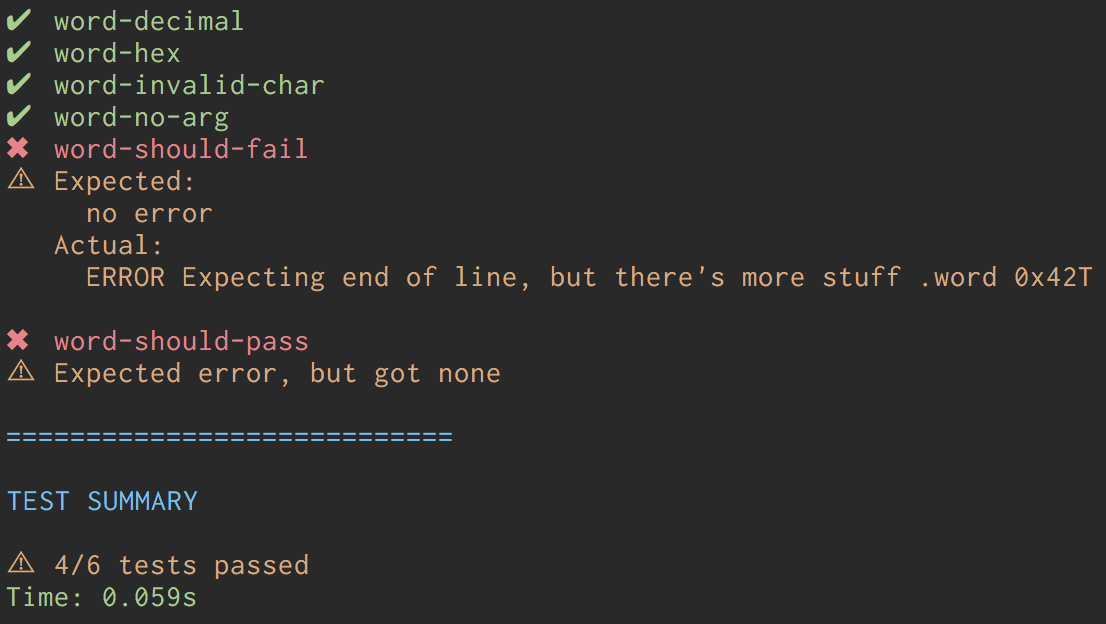 ✔ word-decimal
✔ word-hex
✔ word-invalid-char
✔ word-no-arg
✖ word-should-fail
⚠ Expected:
no error
Actual:
ERROR Expecting end of line, but there's more stuff .word 0x42T
✖ word-should-pass
⚠ Expected error, but got none
============================
TEST SUMMARY
⚠ 4/6 tests passed
Time: 0.059s